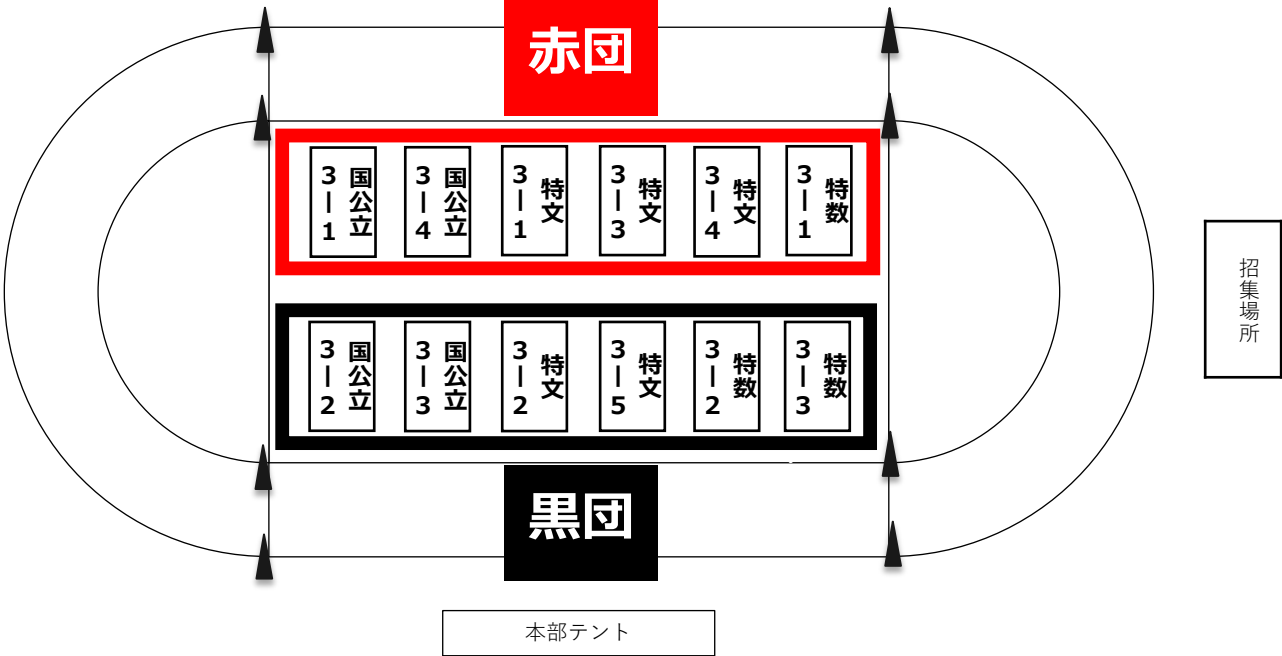 赤団
国公立
3-1
国公立
3-4
特文
3-1
特文
3-3
特文
3-4
特数
3-1
招集場所
国公立
3-2
国公立
3-3
特文
3-2
特文
3-5
特数
3-2
特数
3-3
黒団
本部テント